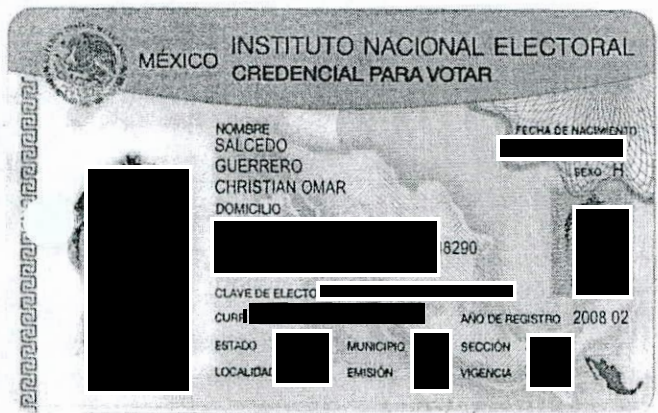 MÉXICO INSTITUTO NACIONAL ELECTORAL
CREDENCIAL PARA VOTAR
NOMBRE
SALCEDO
GUERRERO
CHRISTIAN OMAR
FECHA DE NACIMIENTO
SEXO H
DOMICILIO
8290
CLAVE DE ELECTO
CURP
AÑO DE REGISTRO 2008 02
ESTADO MUNICIPIO SECCIÓN
LOCALIDAD EMISIÓN VIGENCIA